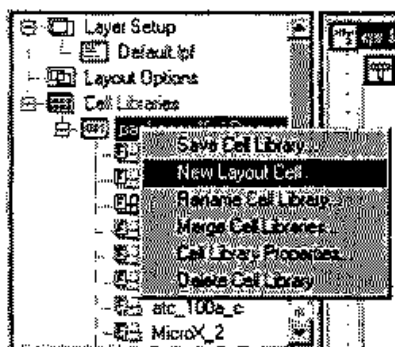 Layer Setup
Default.lpf
Layout Options
Cell Libraries
Save Cell Library...
New Layout Cell...
Rename Cell Library...
Merge Cell Libraries...
Cell Library Properties...
Delete Cell Library
atc_100a_c
MicroX_2